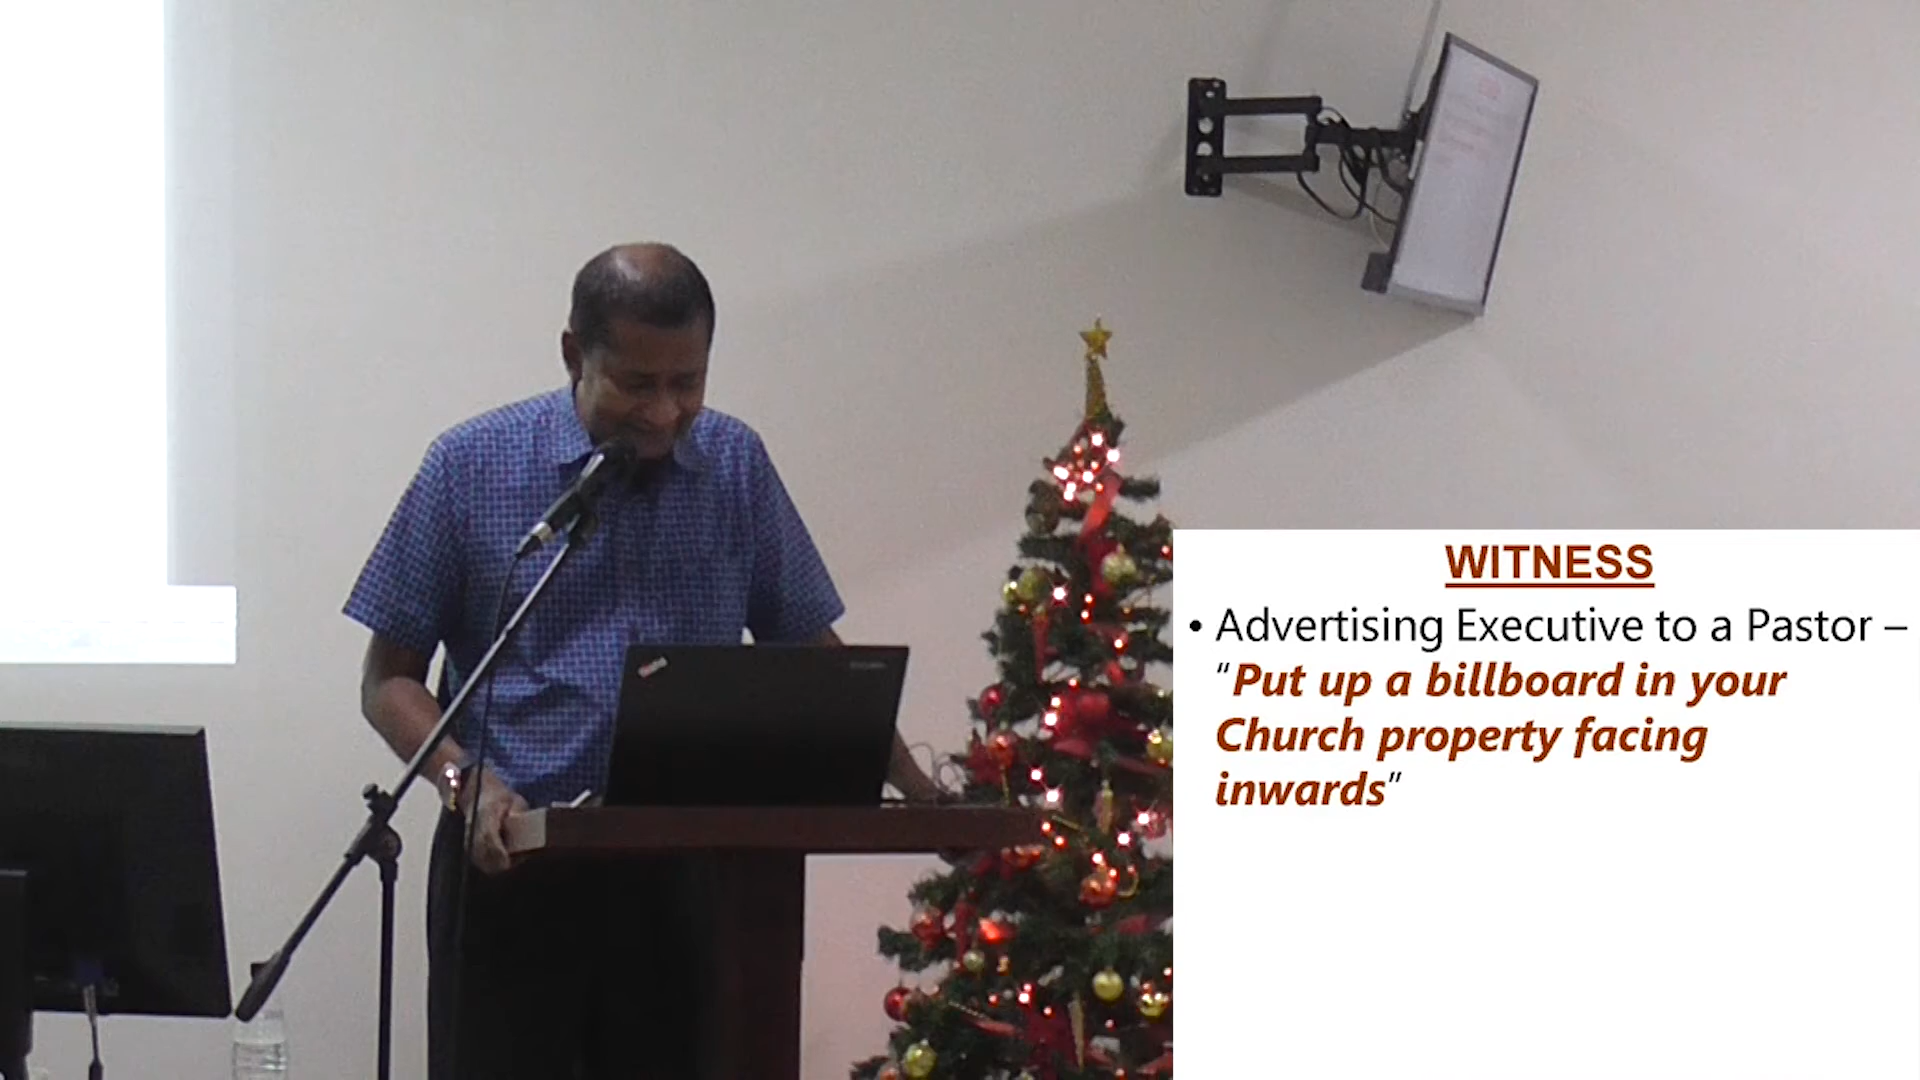 WITNESS
• Advertising Executive to a Pastor –
“Put up a billboard in your
Church property facing
inwards”